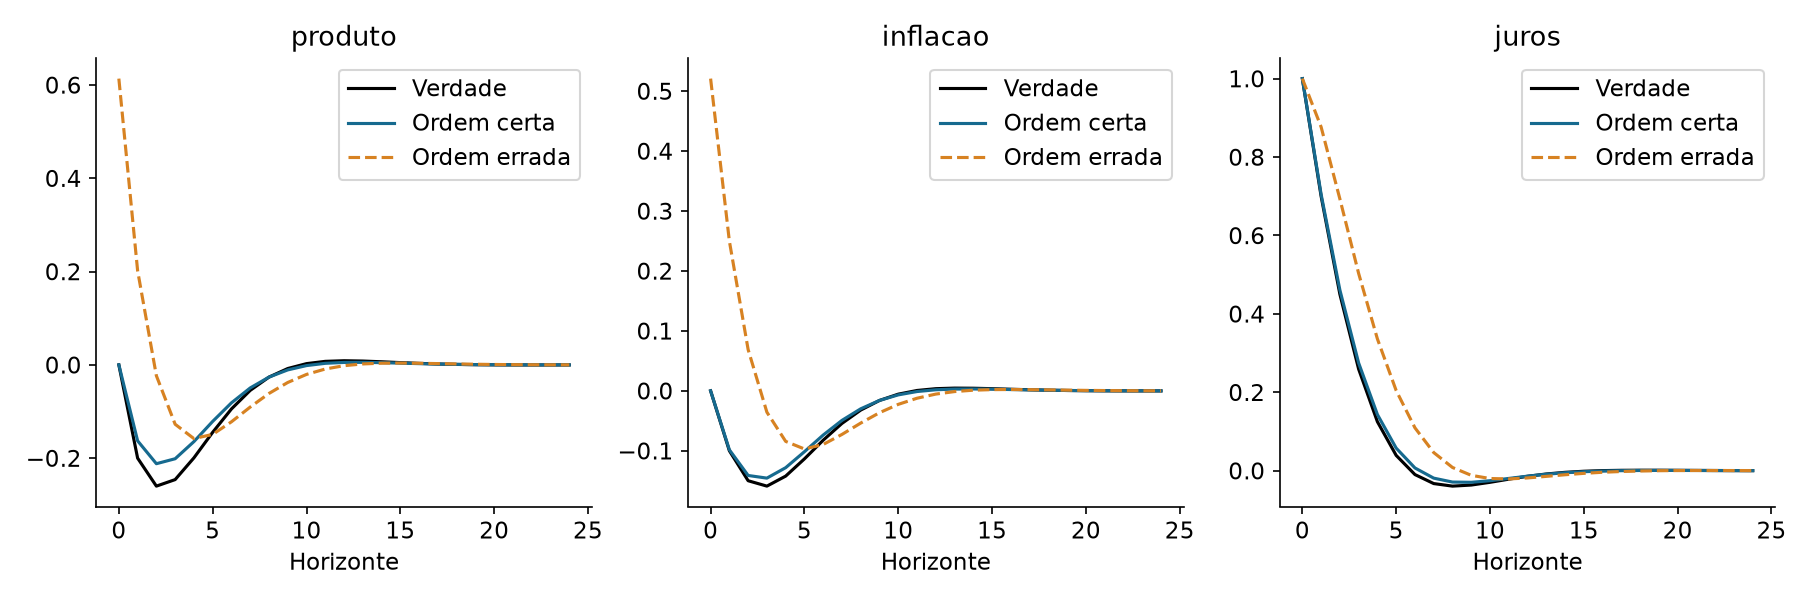 produto
0.6
0.4
0.2
0.0
−0.2
0
5
10
15
20
25
Horizonte
Verdade
Ordem certa
Ordem errada
inflacao
0.5
0.4
0.3
0.2
0.1
0.0
−0.1
0
5
10
15
20
25
Horizonte
Verdade
Ordem certa
Ordem errada
juros
1.0
0.8
0.6
0.4
0.2
0.0
0
5
10
15
20
25
Horizonte
Verdade
Ordem certa
Ordem errada